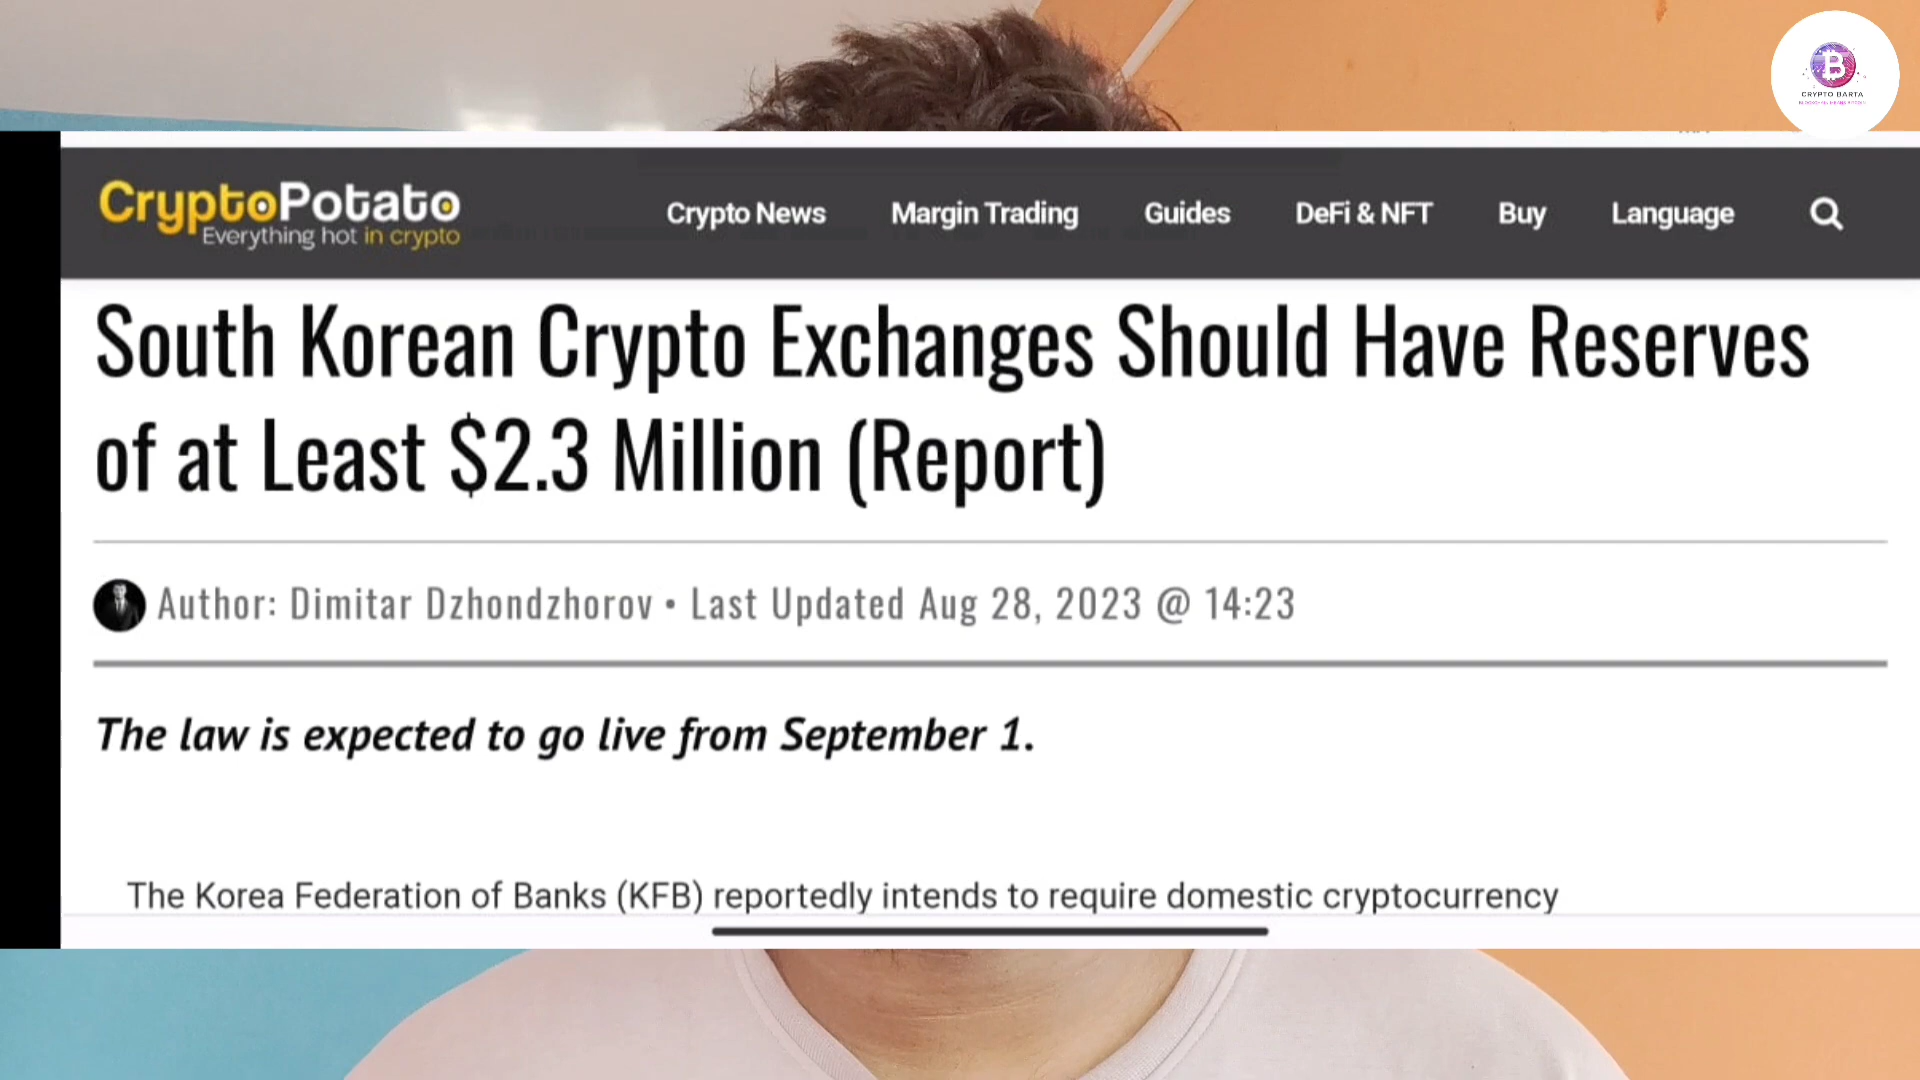 CRYPTO BARTA
CryptoPotato
Everything hot in crypto
Crypto News
Margin Trading
Guides
DeFi & NFT
Buy
Language
South Korean Crypto Exchanges Should Have Reserves
of at Least $2.3 Million (Report)
Author: Dimitar Dzhondzhorov • Last Updated Aug 28, 2023 @ 14:23
The law is expected to go live from September 1.
The Korea Federation of Banks (KFB) reportedly intends to require domestic cryptocurrency